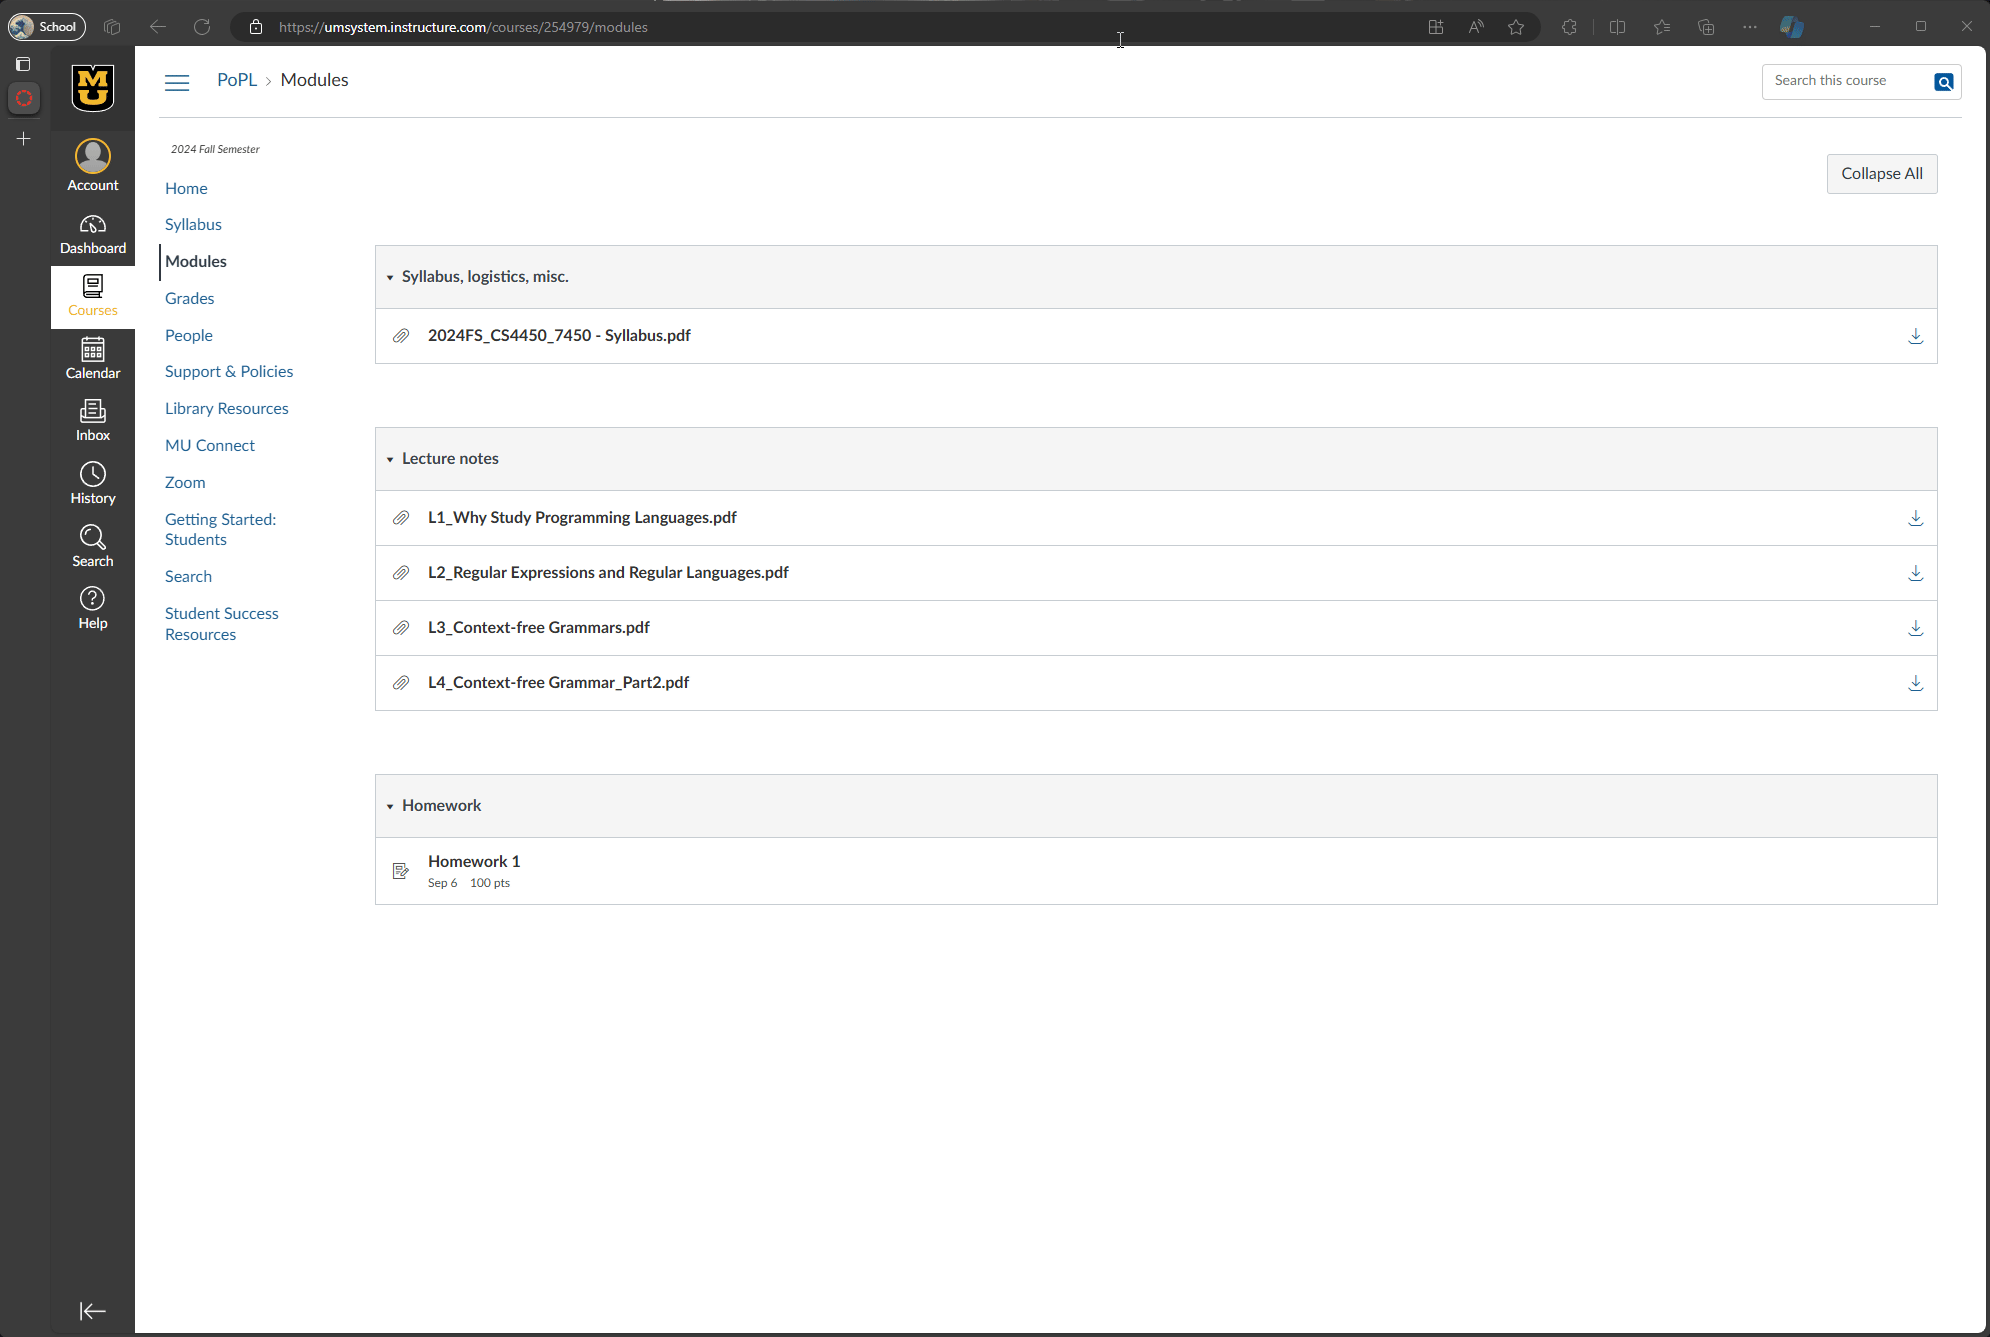 School
https://umsystem.instructure.com/courses/254979/modules
MU
Account
Dashboard
Courses
Calendar
Inbox
History
Search
Help
PoPL › Modules
Search this course
2024 Fall Semester
Home
Syllabus
Modules
Grades
People
Support & Policies
Library Resources
MU Connect
Zoom
Getting Started:
Students
Search
Student Success
Resources
Collapse All
Syllabus, logistics, misc.
2024FS_CS4450_7450 - Syllabus.pdf
Lecture notes
L1_Why Study Programming Languages.pdf
L2_Regular Expressions and Regular Languages.pdf
L3_Context-free Grammars.pdf
L4_Context-free Grammar_Part2.pdf
Homework
Homework 1
Sep 6 100 pts